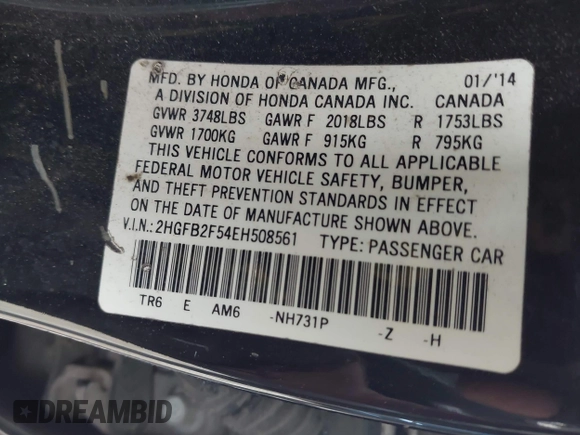 MFD. BY HONDA OF CANADA MFG., 01/'14
A DIVISION OF HONDA CANADA INC. CANADA
GVWR 3748LBS GAWR F 2018LBS R 1753LBS
GVWR 1700KG GAWR F 915KG R 795KG
THIS VEHICLE CONFORMS TO ALL APPLICABLE
FEDERAL MOTOR VEHICLE SAFETY, BUMPER,
AND THEFT PREVENTION STANDARDS IN EFFECT
ON THE DATE OF MANUFACTURE SHOWN ABOVE.
V.I.N.: 2HGFB2F54EH508561 TYPE: PASSENGER CAR
TR6 E AM6 -NH731P -Z -H
DREAMBID